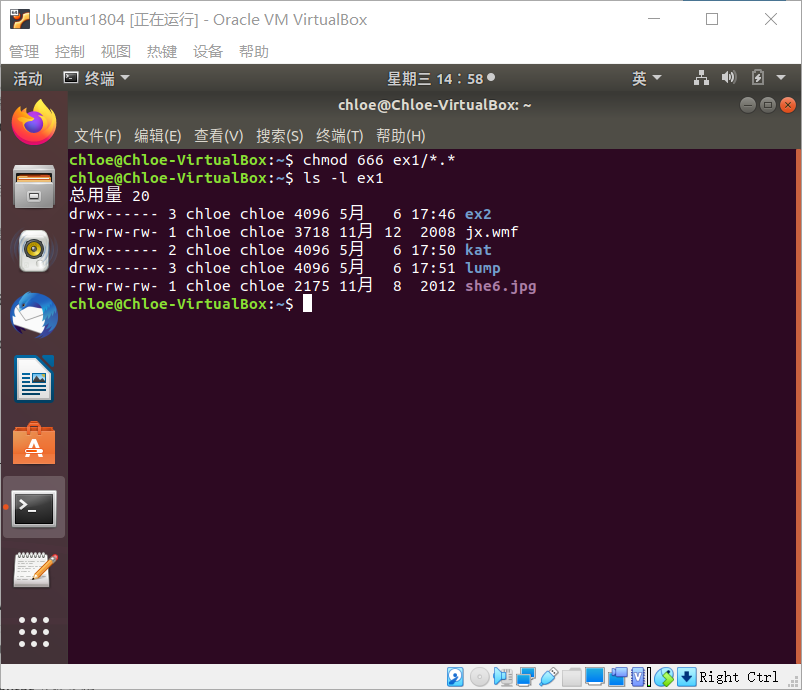 Ubuntu1804 [正在运行] - Oracle VM VirtualBox
管理 控制 视图 热键 设备 帮助
活动 终端 星期三 14：58 英
chloe@Chloe-VirtualBox: ~
文件(F) 编辑(E) 查看(V) 搜索(S) 终端(T) 帮助(H)
chloe@Chloe-VirtualBox:~$ chmod 666 ex1/*.*
chloe@Chloe-VirtualBox:~$ ls -l ex1
总用量 20
drwx------ 3 chloe chloe 4096 5月   6 17:46 ex2
-rw-rw-rw- 1 chloe chloe 3718 11月 12  2008 jx.wmf
drwx------ 2 chloe chloe 4096 5月   6 17:50 kat
drwx------ 3 chloe chloe 4096 5月   6 17:51 lump
-rw-rw-rw- 1 chloe chloe 2175 11月  8  2012 she6.jpg
chloe@Chloe-VirtualBox:~$
Right Ctrl